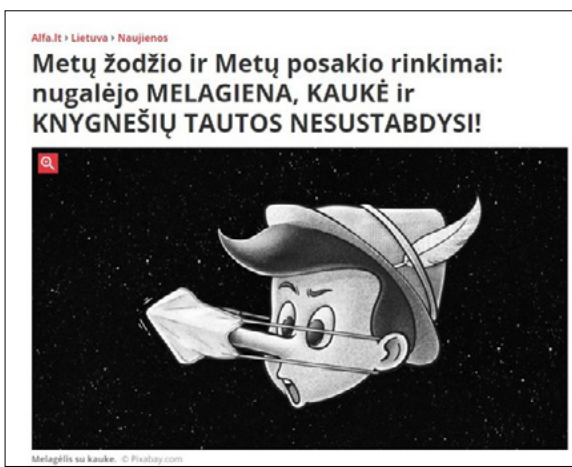 Alfa.lt › Lietuva › Naujienos
Metų žodžio ir Metų posakio rinkimai:
nugalėjo MELAGIENA, KAUKĖ ir
KNYGNEŠIŲ TAUTOS NESUSTABDYSI!
Melagėlis su kauke. © Pixabay.com